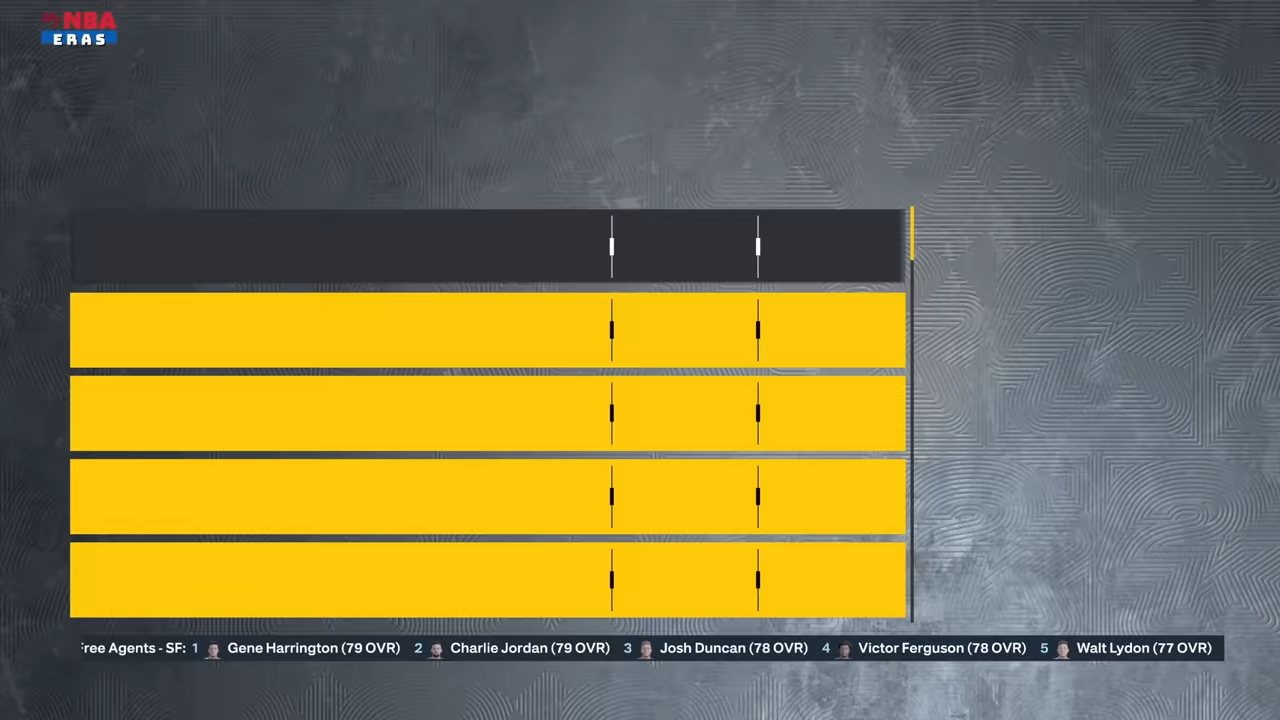 NBA
ERAS
Free Agents - SF: 1 Gene Harrington (79 OVR) 2 Charlie Jordan (79 OVR) 3 Josh Duncan (78 OVR) 4 Victor Ferguson (78 OVR) 5 Walt Lydon (77 OVR)